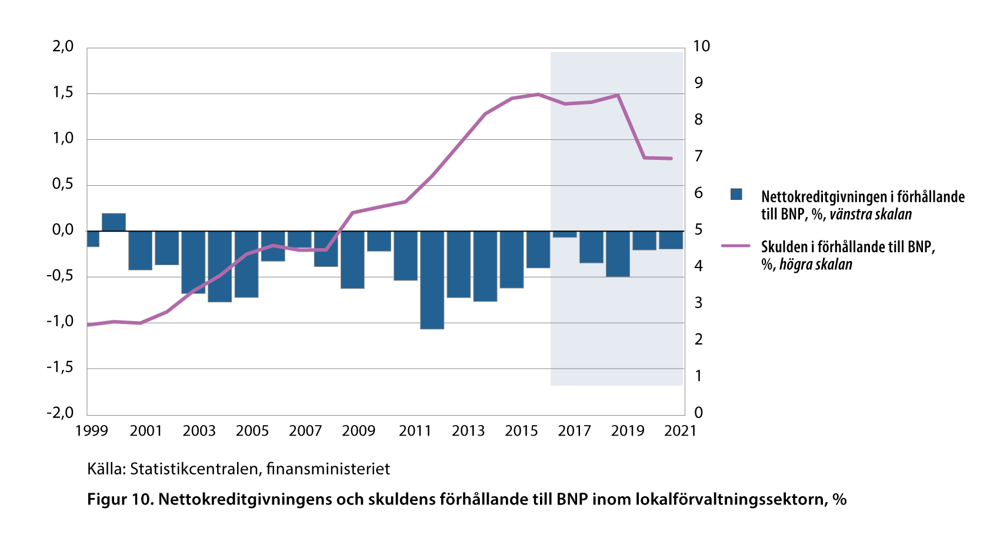 2,0
1,5
1,0
0,5
0,0
-0,5
-1,0
-1,5
-2,0
10
9
8
7
6
5
4
3
2
1
0
1999 2001 2003 2005 2007 2009 2011 2013 2015 2017 2019 2021
Nettokreditgivningen i förhållande
till BNP, %, vänstra skalan
Skulden i förhållande till BNP,
%, högra skalan
Källa: Statistikcentralen, finansministeriet
Figur 10. Nettokreditgivningens och skuldens förhållande till BNP inom lokalförvaltningssektorn, %